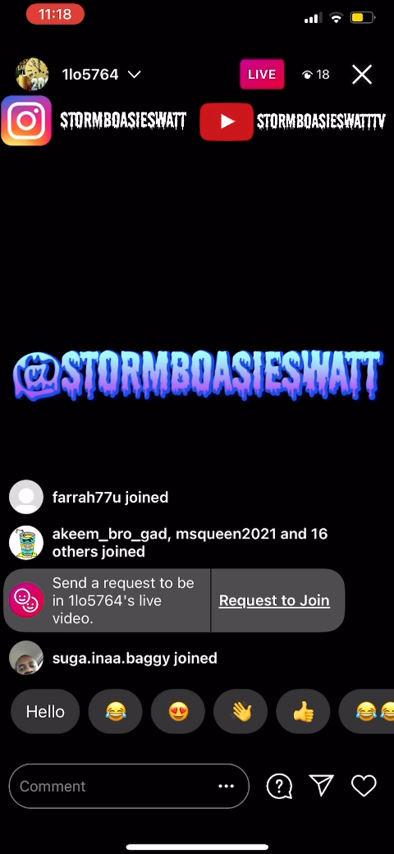 11:18
1lo5764
LIVE
18
STORMBOASIESWATT
STORMBOASIESWATTTV
@STORMBOASIESWATT
farrah77u joined
akeem_bro_gad, msqueen2021 and 16
others joined
Send a request to be
in 1lo5764's live
video.
Request to Join
suga.inaa.baggy joined
Hello
Comment